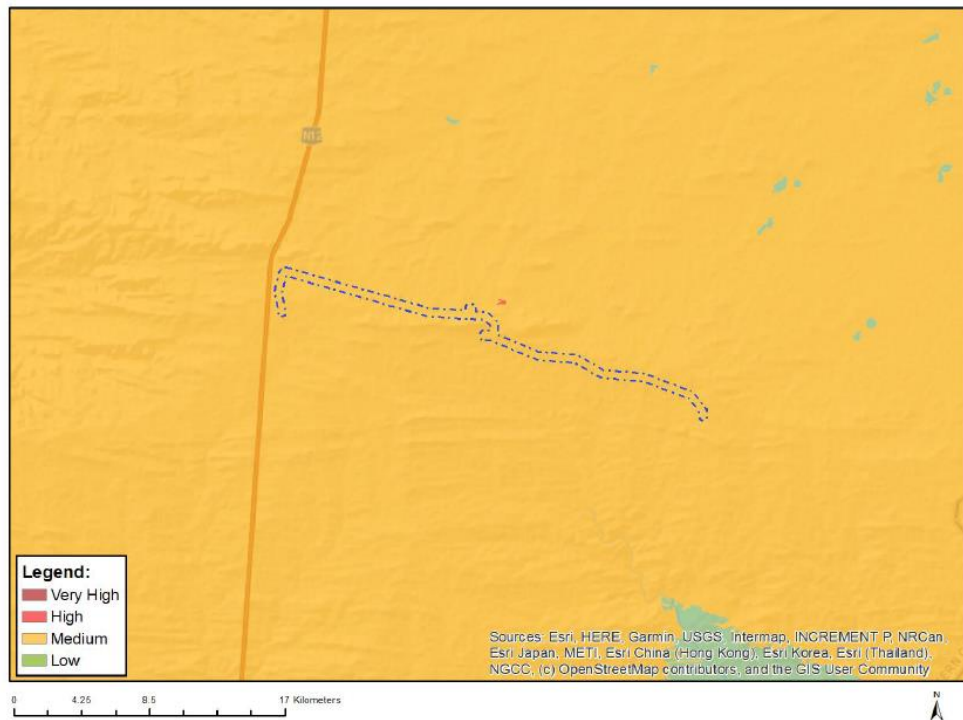 N12
Legend:
Very High
High
Medium
Low
Sources: Esri, HERE, Garmin, USGS, Intermap, INCREMENT P, NRCan,
Esri Japan, METI, Esri China (Hong Kong), Esri Korea, Esri (Thailand),
NGCC, (c) OpenStreetMap contributors, and the GIS User Community
0 4.25 8.5 17 Kilometers
N